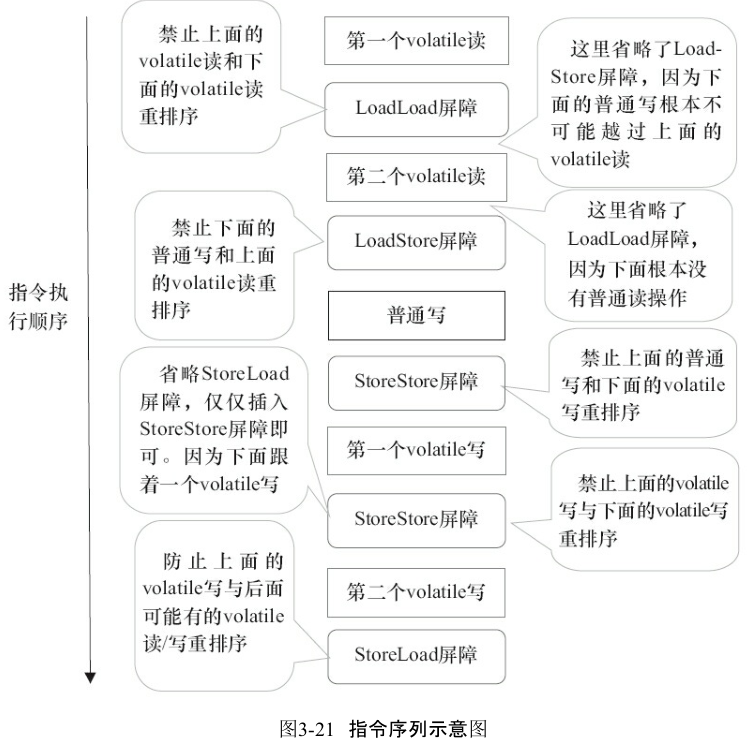 禁止上面的
volatile读和下
面的volatile读
重排序
第一个volatile读
LoadLoad屏障
这里省略了Load-
Store屏障，因为下
面的普通写根本不
可能越过上面的
volatile读
第二个volatile读
禁止下面的
普通写和上面
的volatile读重
排序
LoadStore屏障
这里省略了
LoadLoad屏障，
因为下面根本没
有普通读操作
指令执
行顺序
普通写
省略StoreLoad
屏障，仅仅插入
StoreStore屏障即
可。因为下面跟
着一个volatile写
StoreStore屏障
禁止上面的普通
写和下面的volatile
写重排序
第一个volatile写
StoreStore屏障
禁止上面的volatile
写与下面的volatile写
重排序
防止上面的
volatile写与后面
可能有的volatile
读/写重排序
第二个volatile写
StoreLoad屏障
图3-21 指令序列示意图